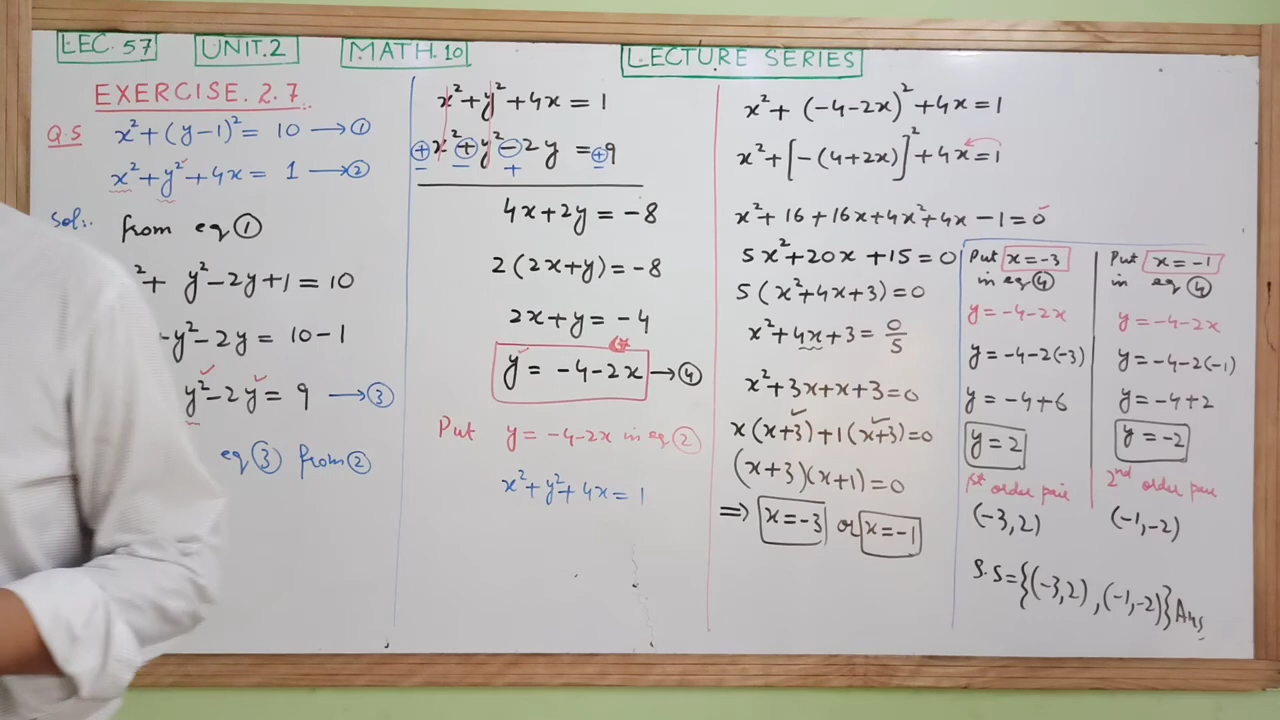 LEC. 57 UNIT.2 MATH.10 LECTURE SERIES
EXERCISE. 2.7.
Q.5 x²+(y-1)² = 10 → ①
x²+y²+4x = 1 → ②
Sol:. from eq ①
²+ y²-2y+1 = 10
-y²-2y = 10-1
y²-2y = 9 → ③
eq ③ from ②
x²+y²+4x = 1
⊕x²⊕y²⊖2y = ⊕9
- - + -
4x+2y = -8
2(2x+y) = -8
2x+y = -4
y = -4-2x → ④
Put y = -4-2x in eq ②
x²+y²+4x = 1
x²+(-4-2x)²+4x = 1
x²+[-(4+2x)]²+4x = 1
x²+16+16x+4x²+4x-1 = 0
5x²+20x+15 = 0
5(x²+4x+3) = 0
x²+4x+3 = 0/5
x²+3x+x+3 = 0
x(x+3)+1(x+3) = 0
(x+3)(x+1) = 0
⇒ x = -3 or x = -1
Put x = -3
in eq ④
y = -4-2x
y = -4-2(-3)
y = -4+6
y = 2
1st order pair
(-3,2)
Put x = -1
in eq ④
y = -4-2x
y = -4-2(-1)
y = -4+2
y = -2
2nd order pair
(-1,-2)
S.S = {(-3,2),(-1,-2)} Ans